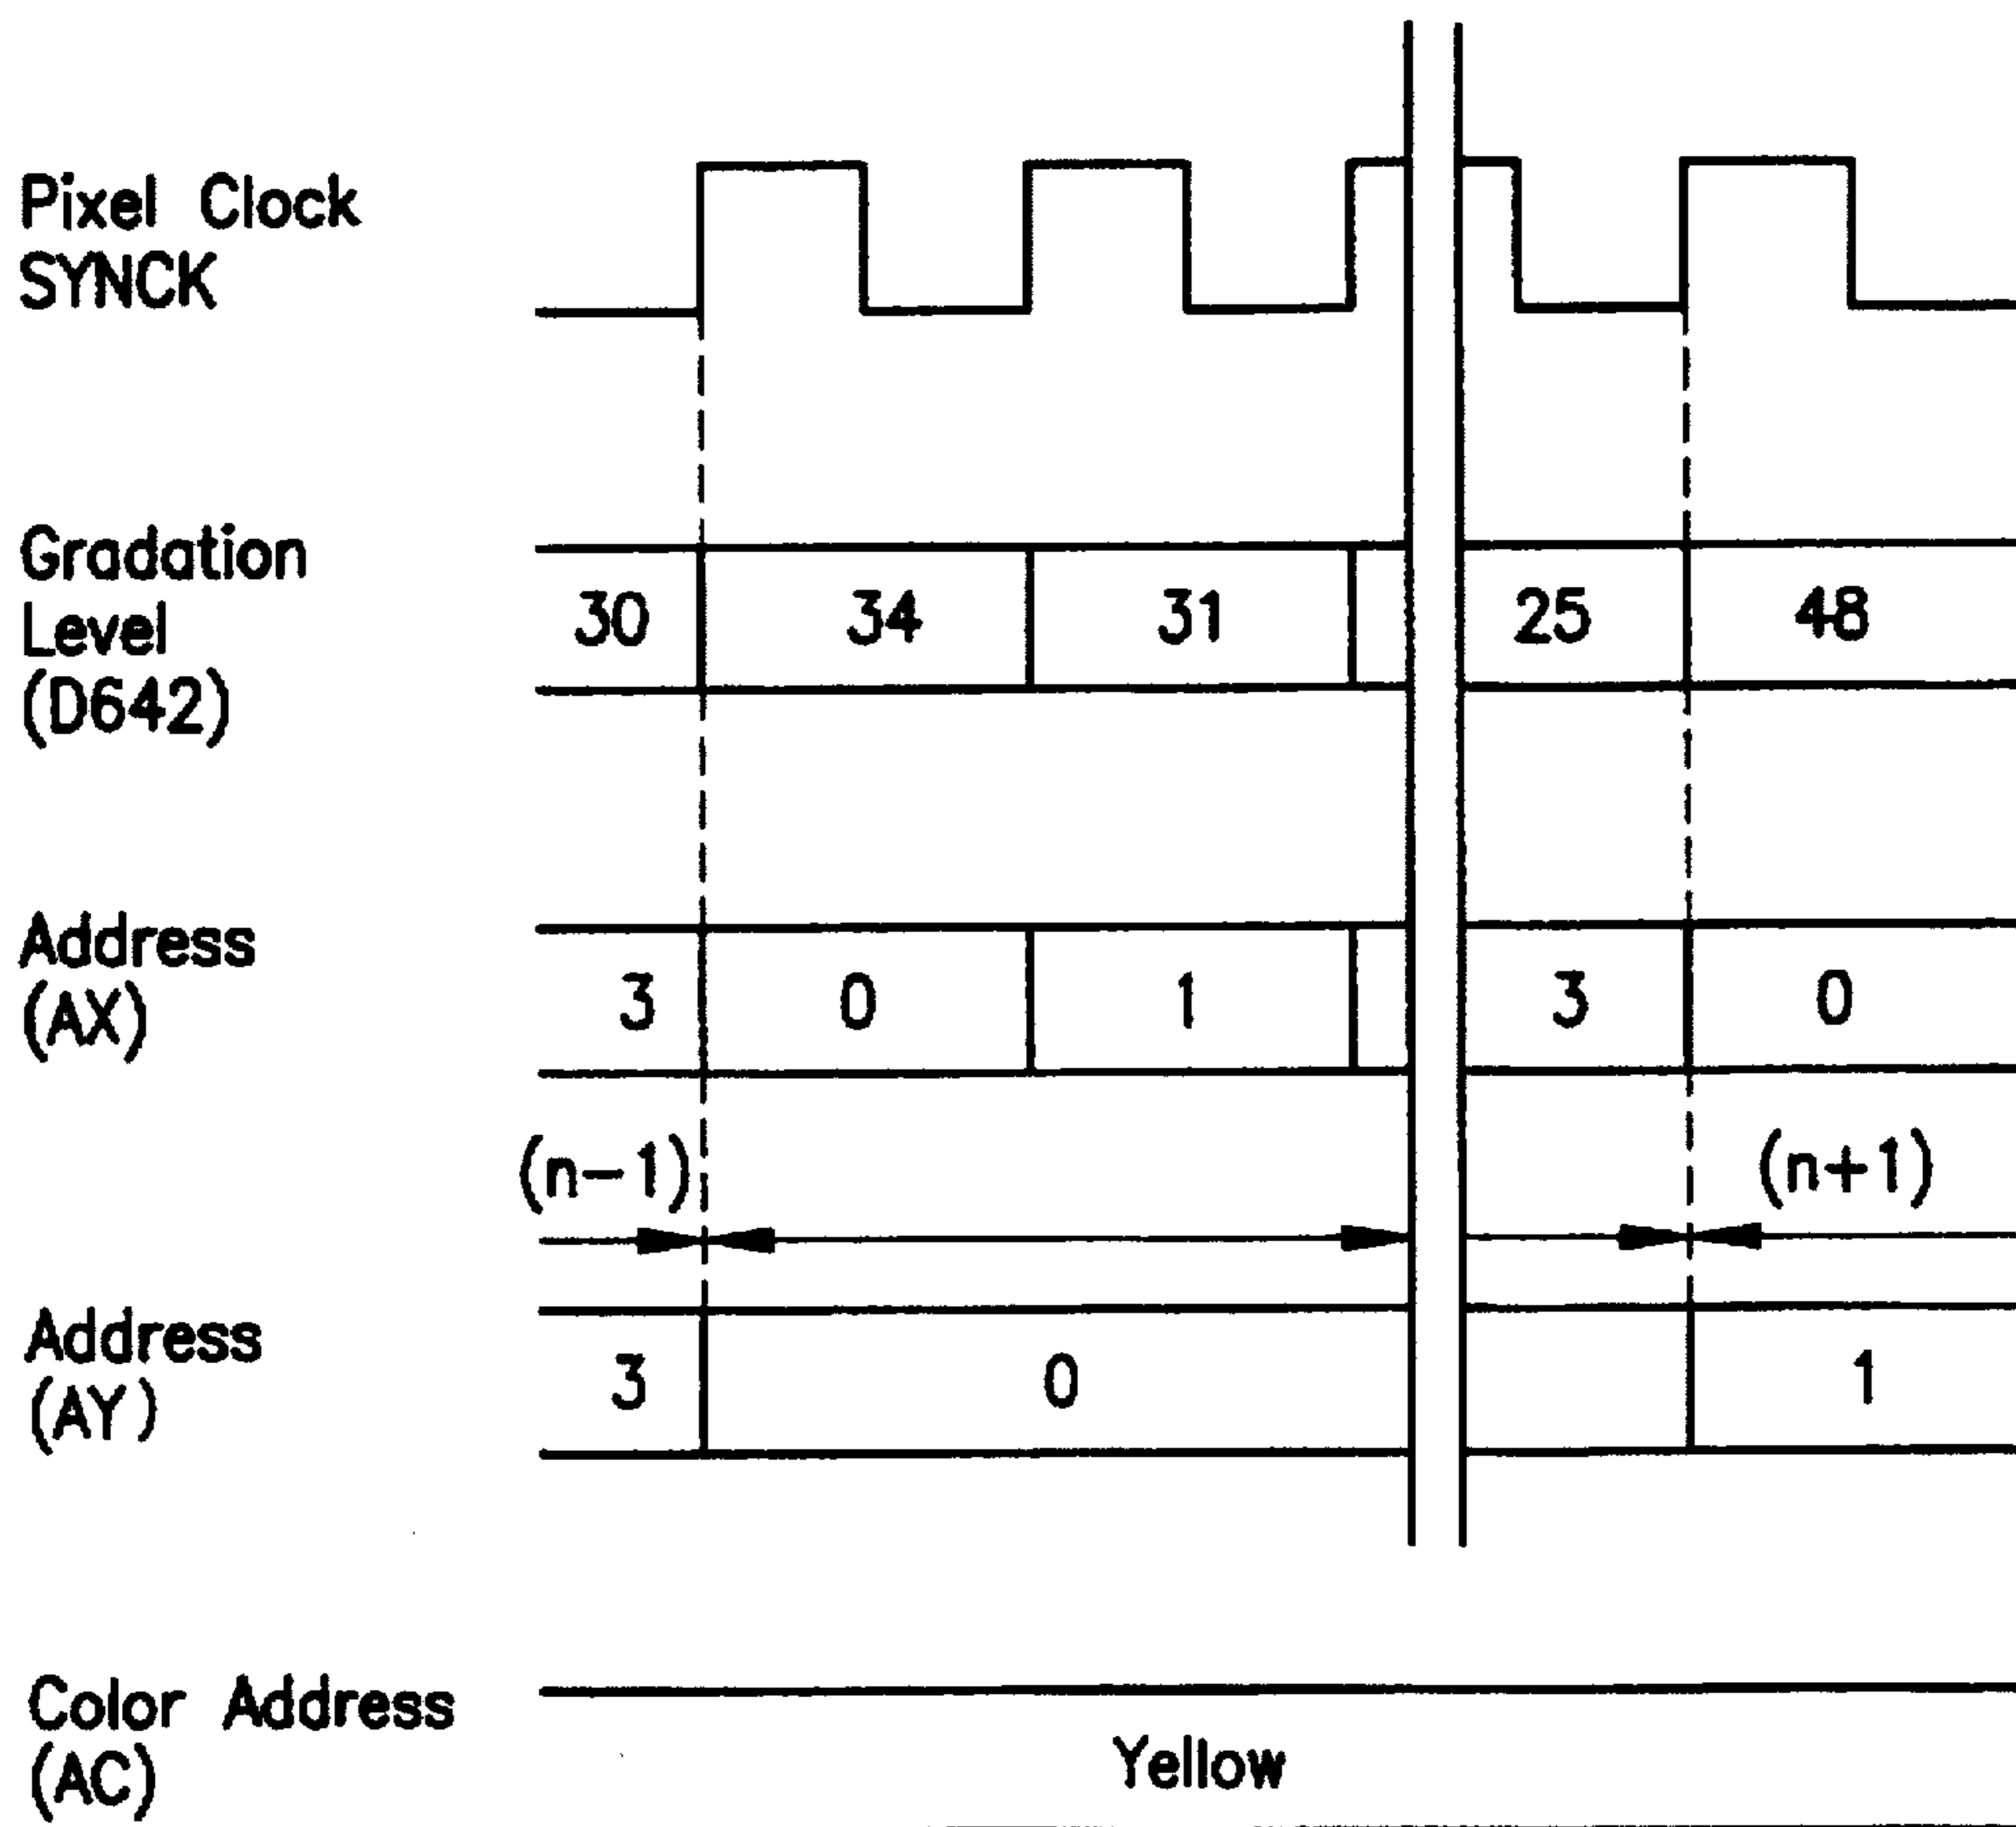 Pixel Clock
SYNCK
Gradation
Level
(D642)
30 34 31 25 48
Address
(AX)
3 0 1 3 0
(n-1) (n+1)
Address
(AY)
3 0 1
Color Address
(AC)
Yellow